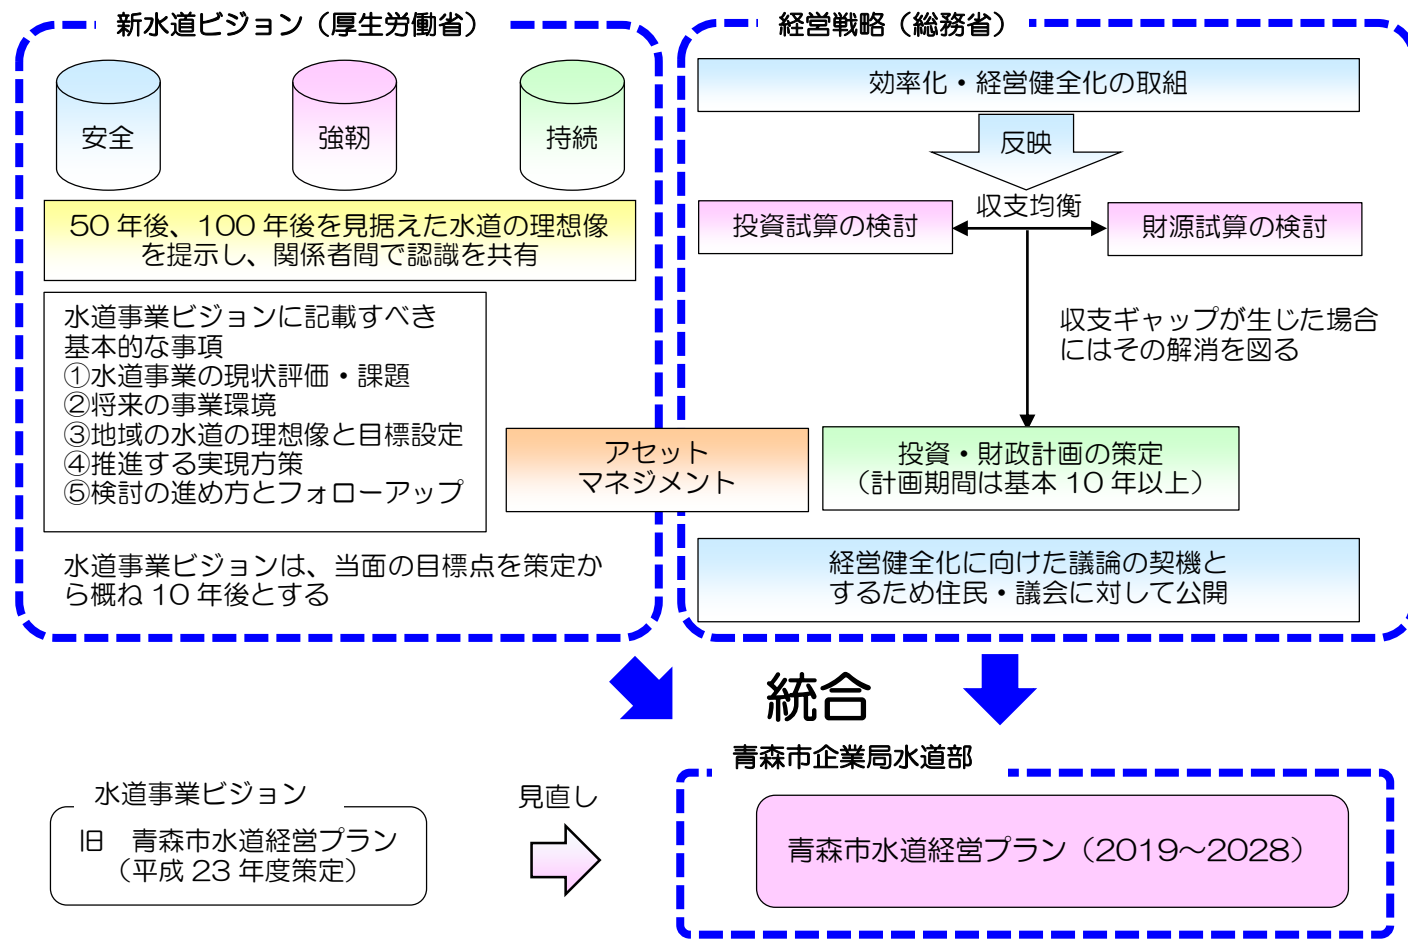 新水道ビジョン（厚生労働省）
安全
強靭
持続
50 年後、100 年後を見据えた水道の理想像
を提示し、関係者間で認識を共有
水道事業ビジョンに記載すべき
基本的な事項
①水道事業の現状評価・課題
②将来の事業環境
③地域の水道の理想像と目標設定
④推進する実現方策
⑤検討の進め方とフォローアップ
水道事業ビジョンは、当面の目標点を策定か
ら概ね 10 年後とする
アセット
マネジメント
経営戦略（総務省）
効率化・経営健全化の取組
反映
収支均衡
投資試算の検討
財源試算の検討
収支ギャップが生じた場合
にはその解消を図る
投資・財政計画の策定
（計画期間は基本 10 年以上）
経営健全化に向けた議論の契機と
するため住民・議会に対して公開
統合
青森市企業局水道部
水道事業ビジョン
旧　青森市水道経営プラン
（平成 23 年度策定）
見直し
青森市水道経営プラン（2019～2028）